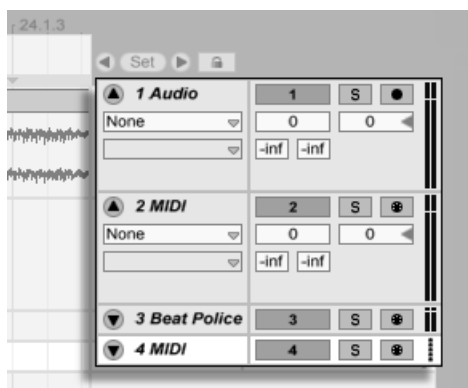 24.1.3
Set
1 Audio 1 S
None 0 0
-inf -inf
2 MIDI 2 S
None 0 0
-inf -inf
3 Beat Police 3 S
4 MIDI 4 S